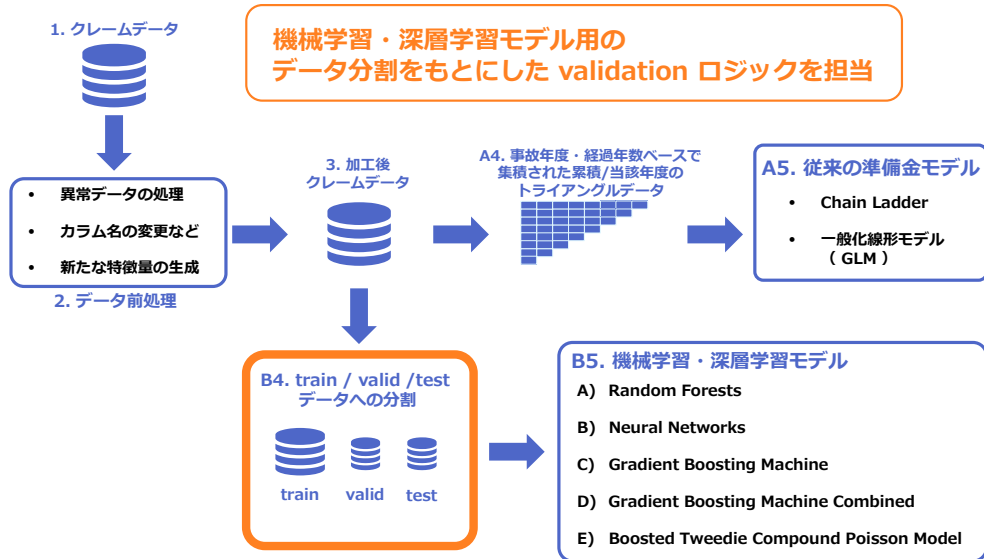 1. クレームデータ
機械学習・深層学習モデル用の
データ分割をもとにした validation ロジックを担当
• 異常データの処理
• カラム名の変更など
• 新たな特徴量の生成
2. データ前処理
3. 加工後
クレームデータ
A4. 事故年度・経過年数ベースで
集積された累積/当該年度の
トライアングルデータ
A5. 従来の準備金モデル
• Chain Ladder
• 一般化線形モデル
（ GLM ）
B4. train / valid /test
データへの分割
train valid test
B5. 機械学習・深層学習モデル
A) Random Forests
B) Neural Networks
C) Gradient Boosting Machine
D) Gradient Boosting Machine Combined
E) Boosted Tweedie Compound Poisson Model